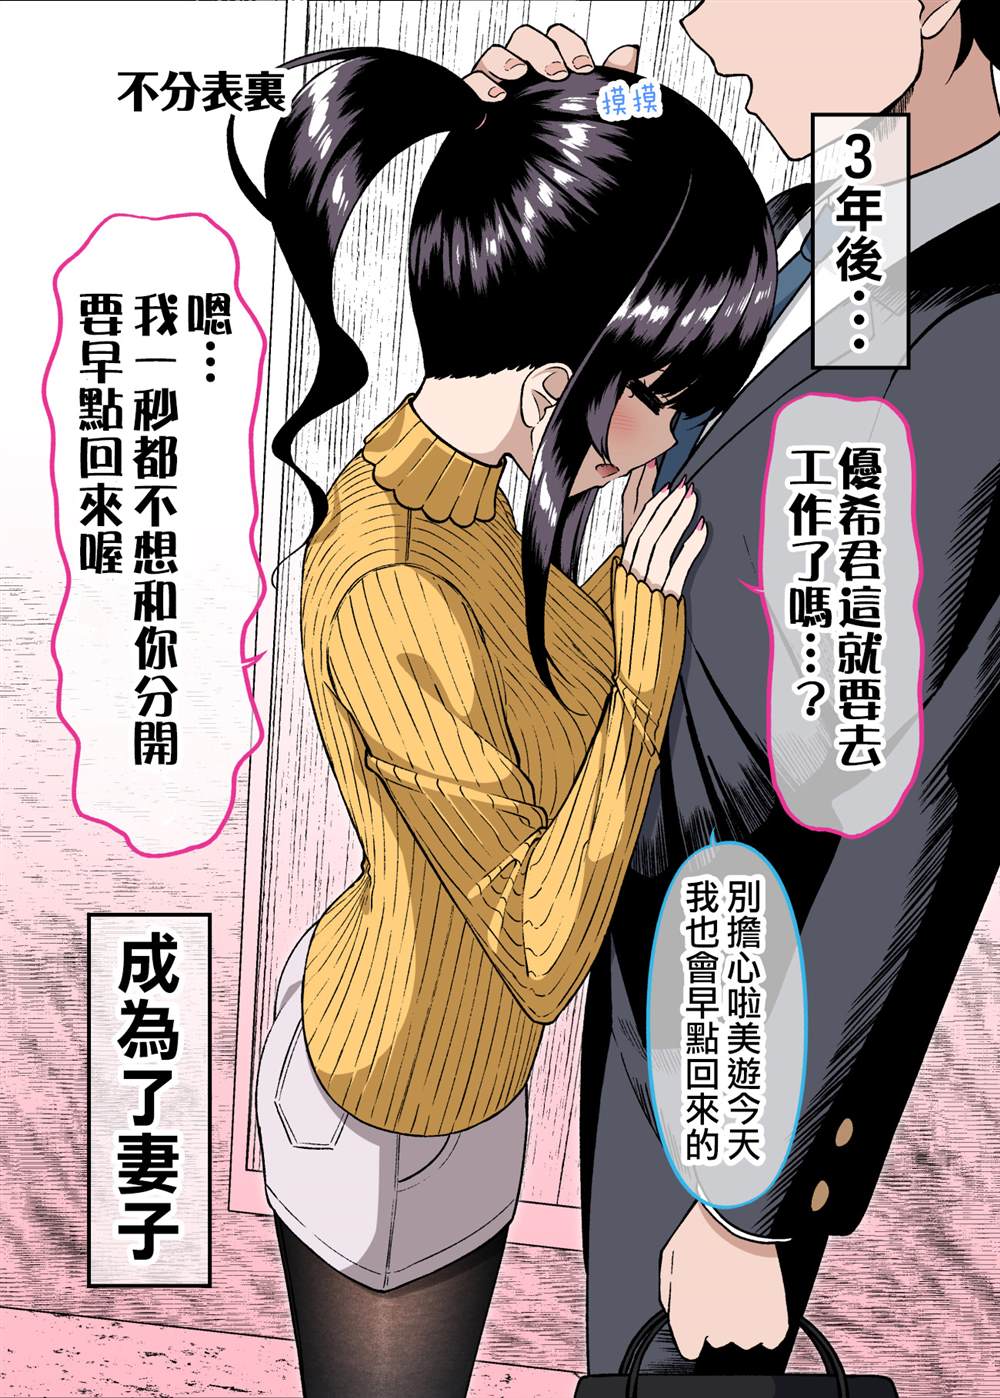 3年後…
優希君這就要去
工作了嗎…?
別擔心啦美遊今天
我也會早點回來的
摸摸
不分表裏
嗯…
我一秒都不想和你分開
要早點回來喔
成為了妻子